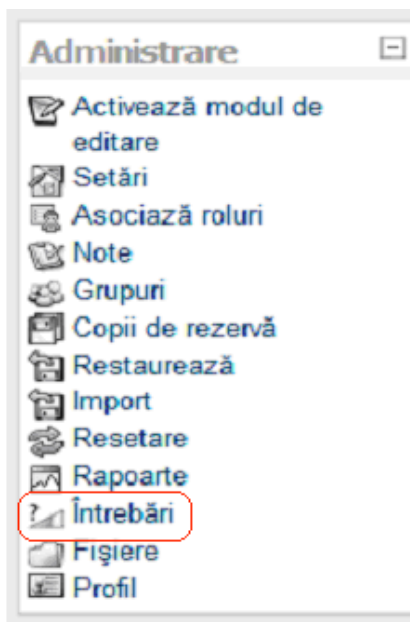 Administrare
Activează modul de
editare
Setări
Asociază roluri
Note
Grupuri
Copii de rezervă
Restaurează
Import
Resetare
Rapoarte
Întrebări
Fişiere
Profil